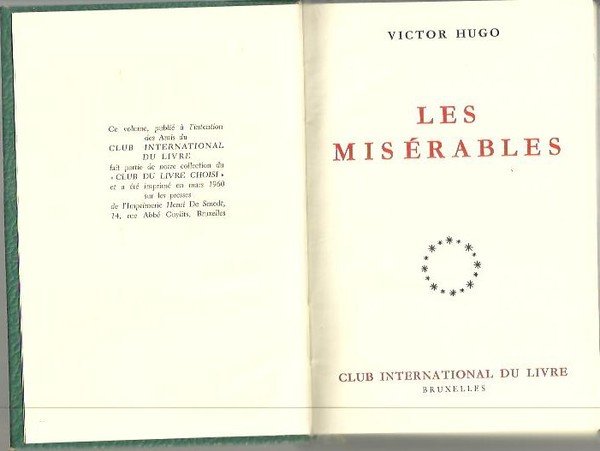 Ce volume, publié à l'intention
des Amis du
CLUB INTERNATIONAL
DU LIVRE
fait partie de notre collection du
« CLUB DU LIVRE CHOISI »
et a été imprimé en mars 1960
sur les presses
de l'Imprimerie Henri De Smedt,
14, rue Abbé Cuylits, Bruxelles
VICTOR HUGO
LES
MISÉRABLES
CLUB INTERNATIONAL DU LIVRE
BRUXELLES